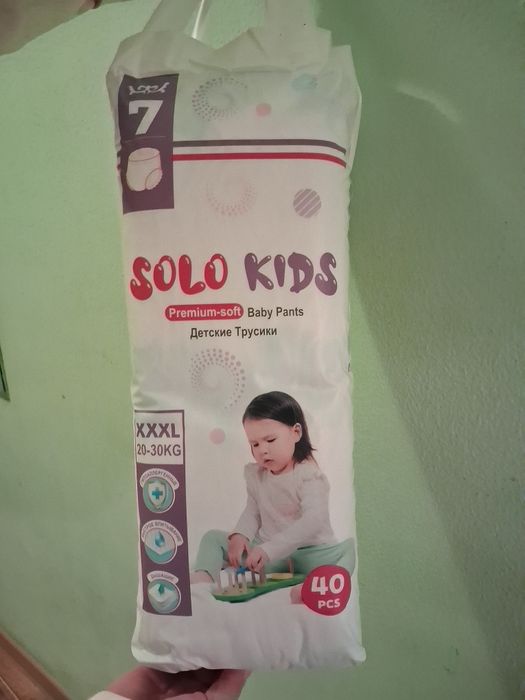 7
SOLO KIDS
Premium-soft Baby Pants
Детские Трусики
XXXL
20-30KG
40
PCS